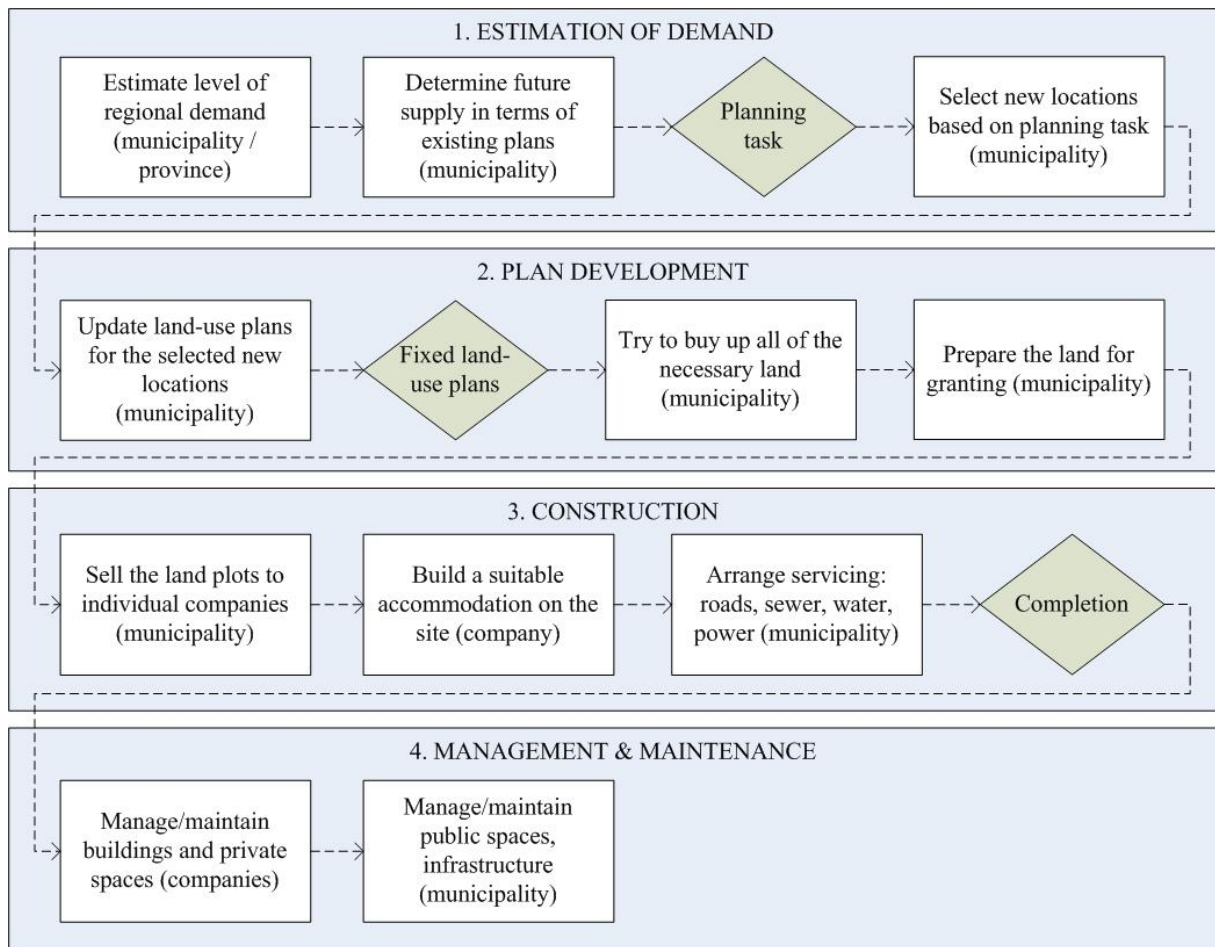 1. ESTIMATION OF DEMAND
Estimate level of
regional demand
(municipality /
province)
Determine future
supply in terms of
existing plans
(municipality)
Planning
task
Select new locations
based on planning task
(municipality)
2. PLAN DEVELOPMENT
Update land-use plans
for the selected new
locations
(municipality)
Fixed land-
use plans
Try to buy up all of the
necessary land
(municipality)
Prepare the land for
granting (municipality)
3. CONSTRUCTION
Sell the land plots to
individual companies
(municipality)
Build a suitable
accommodation on the
site (company)
Arrange servicing:
roads, sewer, water,
power (municipality)
Completion
4. MANAGEMENT & MAINTENANCE
Manage/maintain
buildings and private
spaces (companies)
Manage/maintain
public spaces,
infrastructure
(municipality)